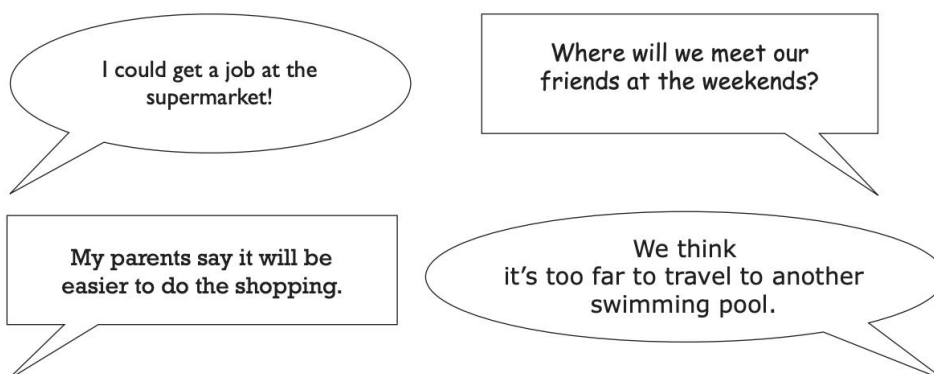 I could get a job at the
supermarket!
Where will we meet our
friends at the weekends?
My parents say it will be
easier to do the shopping.
We think
it's too far to travel to another
swimming pool.